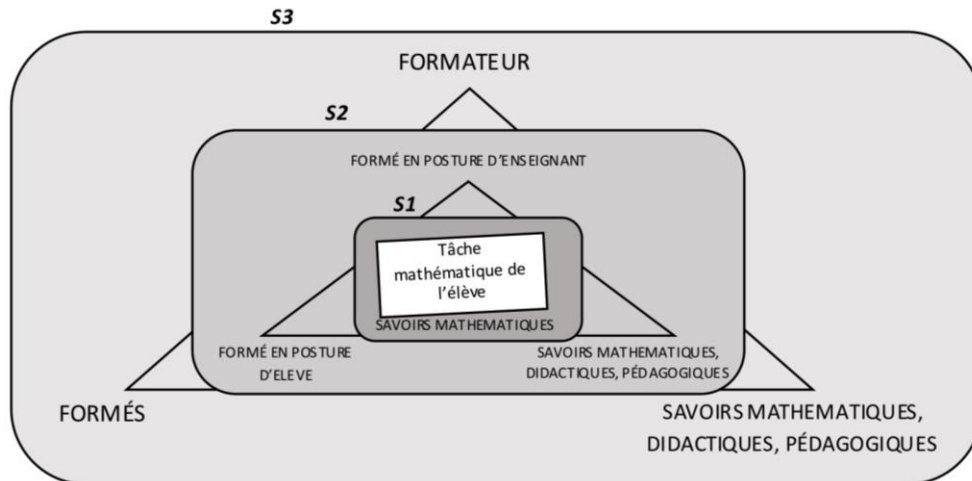 S3
FORMATEUR
S2
FORMÉ EN POSTURE D'ENSEIGNANT
S1
Tâche
mathématique de
l'élève
SAVOIRS MATHEMATIQUES
FORMÉ EN POSTURE
D'ELEVE
SAVOIRS MATHEMATIQUES,
DIDACTIQUES, PÉDAGOGIQUES
FORMÉS
SAVOIRS MATHEMATIQUES,
DIDACTIQUES, PÉDAGOGIQUES